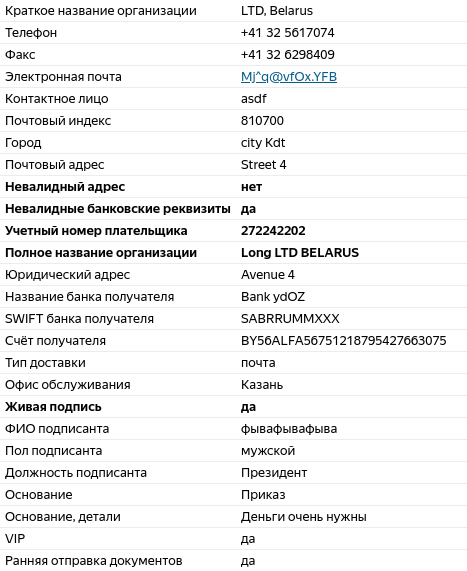 Краткое название организации LTD, Belarus
Телефон +41 32 5617074
Факс +41 32 6298409
Электронная почта Mj^q@vfOx.YFB
Контактное лицо asdf
Почтовый индекс 810700
Город city Kdt
Почтовый адрес Street 4
Невалидный адрес нет
Невалидные банковские реквизиты да
Учетный номер плательщика 272242202
Полное название организации Long LTD BELARUS
Юридический адрес Avenue 4
Название банка получателя Bank ydOZ
SWIFT банка получателя SABRRUMMXXX
Счёт получателя BY56ALFA56751218795427663075
Тип доставки почта
Офис обслуживания Казань
Живая подпись да
ФИО подписанта фывафывафыва
Пол подписанта мужской
Должность подписанта Президент
Основание Приказ
Основание, детали Деньги очень нужны
VIP да
Ранняя отправка документов да